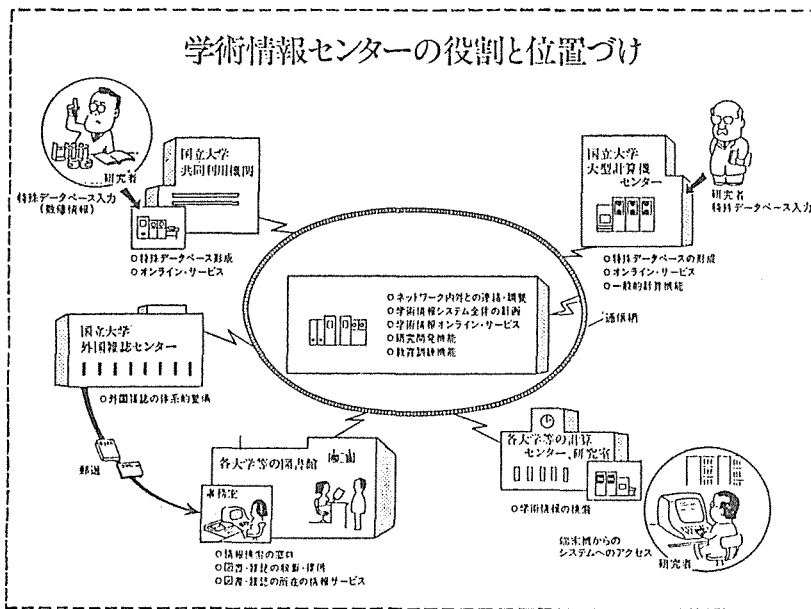 学術情報センターの役割と位置づけ
研究者
特殊データベース入力
(数値情報)
国立大学
共同利用機関
○特殊データベース形成
○オンライン・サービス
国立大学
大型計算機
センター
研究者
特殊データベース入力
○特殊データベースの形成
○オンライン・サービス
○一般的計算機能
○ネットワーク内外との連絡・調整
○学術情報システム全体の計画
○学術情報オンライン・サービス
○研究開発機能
○教育訓練機能
通信網
国立大学
外国雑誌センター
○外国雑誌の体系的整備
郵送
各大学等の図書館
事務室
○情報検索の窓口
○図書・雑誌の収集・提供
○図書・雑誌の所在の情報サービス
各大学等の計算
センター、研究室
○学術情報の検索
端末機からの
システムへのアクセス
研究者